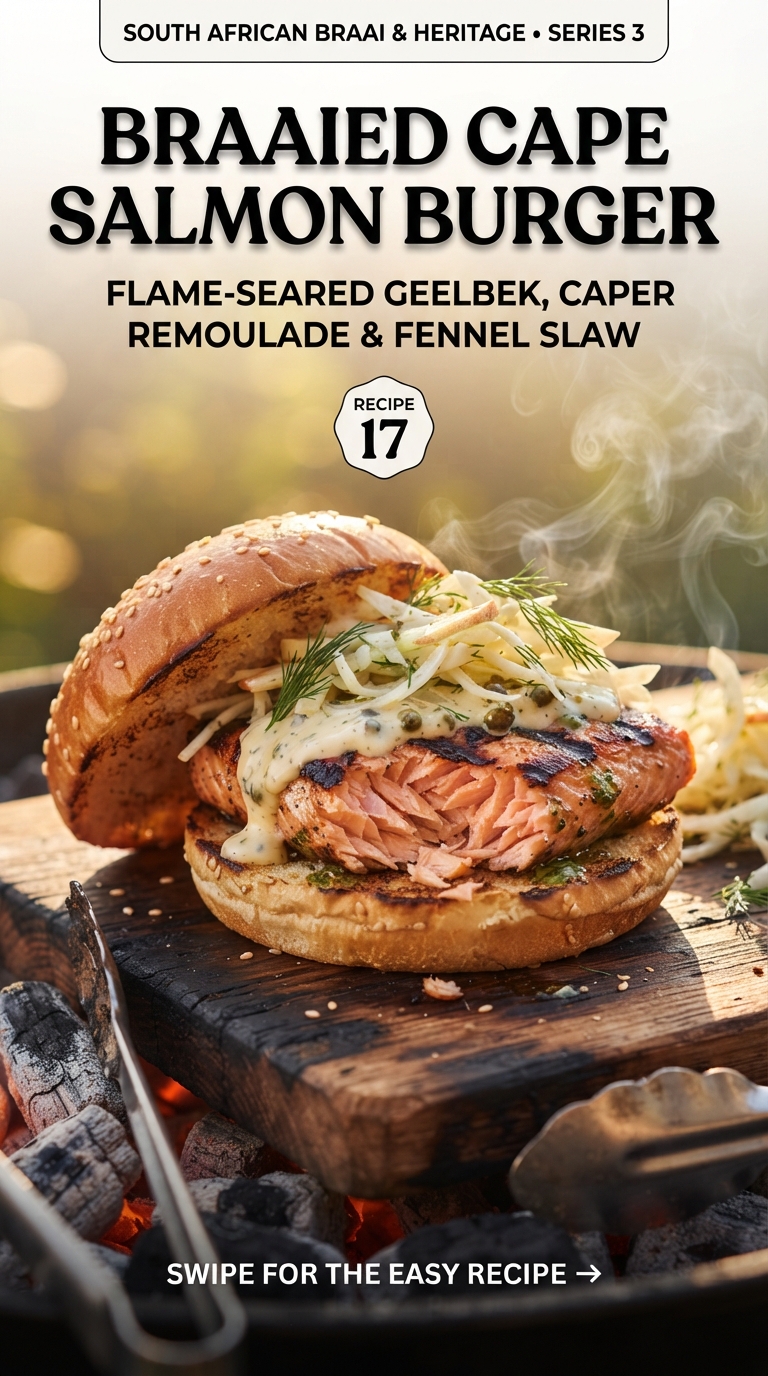 SOUTH AFRICAN BRAAI & HERITAGE • SERIES 3
BRAAIED CAPE
SALMON BURGER
FLAME-SEARED GEELBEK, CAPER
REMOULADE & FENNEL SLAW
RECIPE
17
SWIPE FOR THE EASY RECIPE →